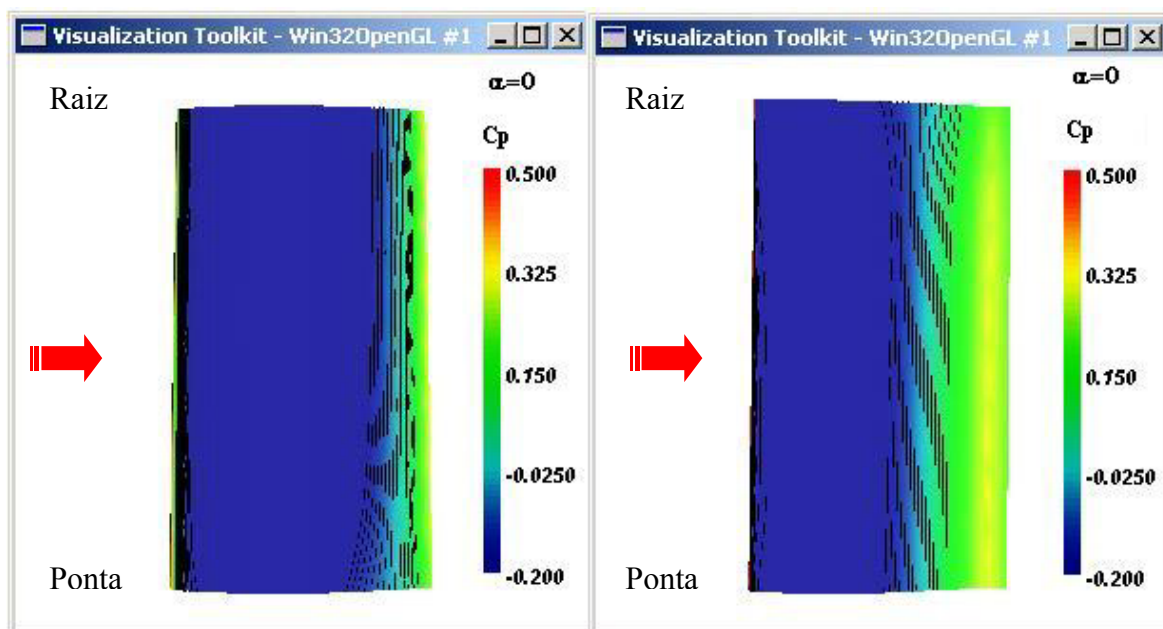 Visualization Toolkit - Win32OpenGL #1
α=0
Raiz
Cp
0.500
0.325
0.150
-0.0250
-0.200
Ponta
Visualization Toolkit - Win32OpenGL #1
α=0
Raiz
Cp
0.500
0.325
0.150
-0.0250
-0.200
Ponta